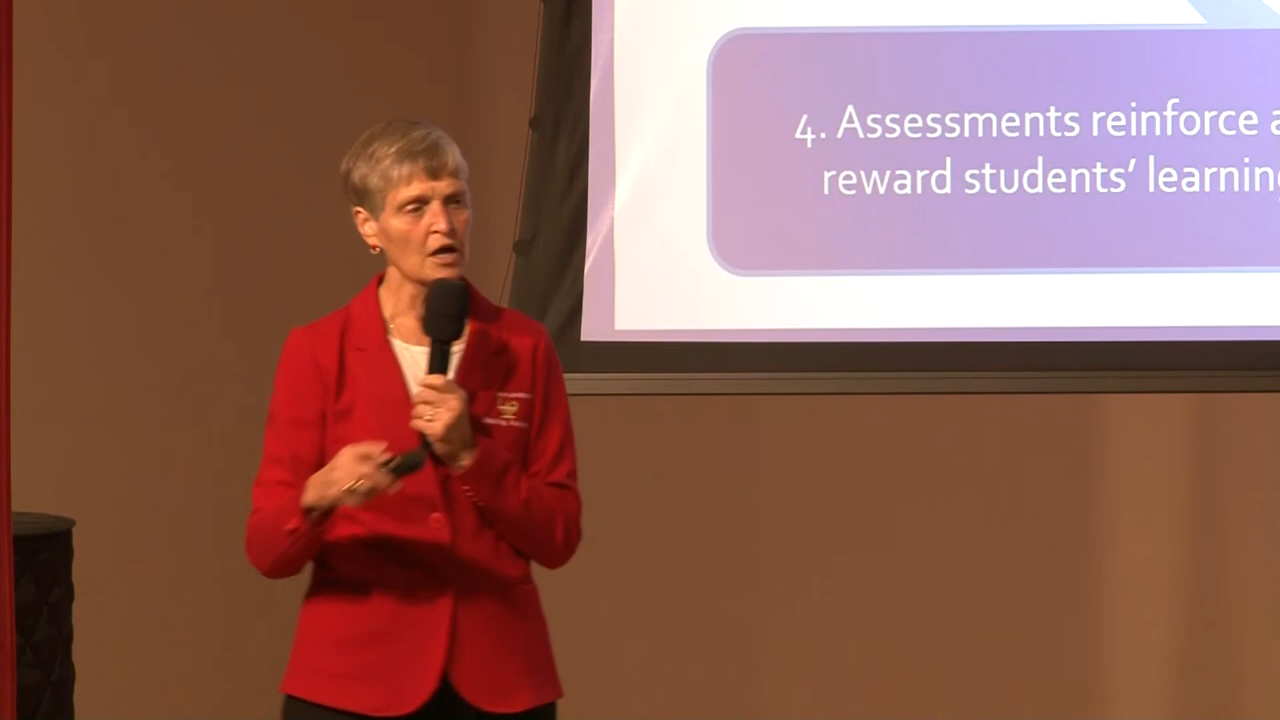 4. Assessments reinforce a
reward students’ learning